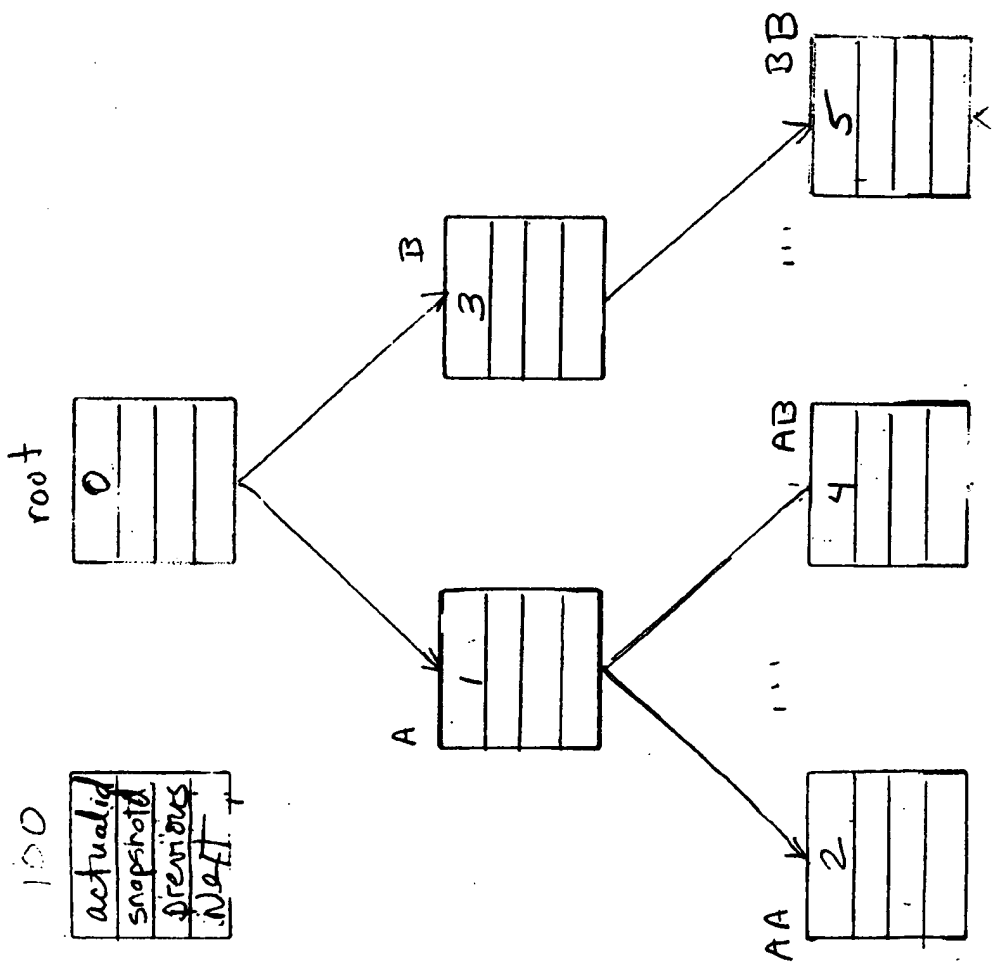 100
root
actualid
snapshotid
previous
Next
0
A
B
1
3
AA
...
AB
...
BB
2
4
5